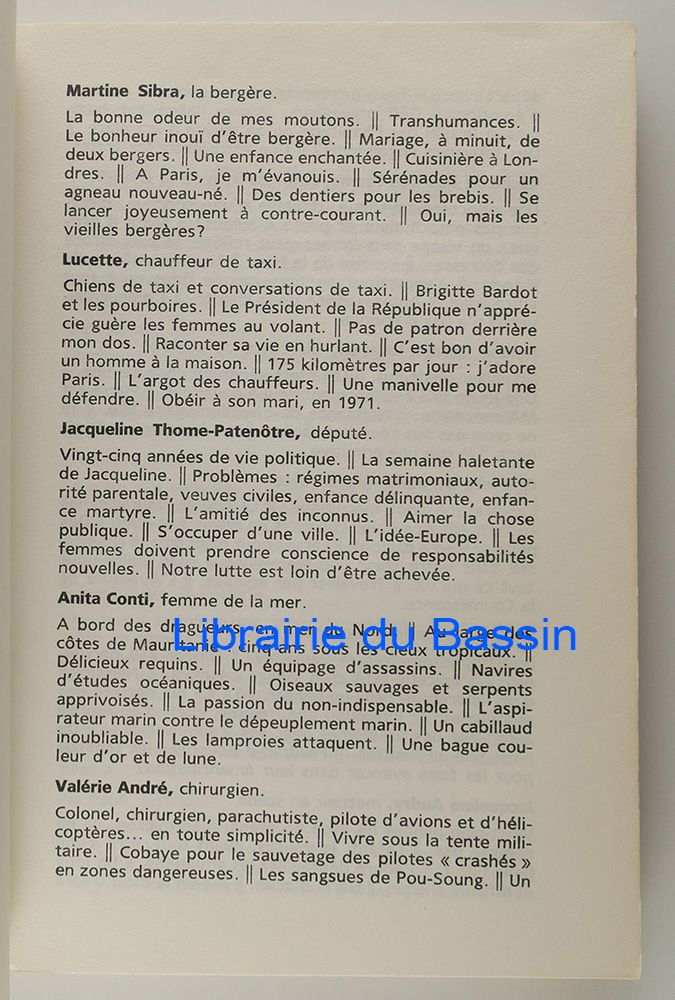 Martine Sibra, la bergère.
La bonne odeur de mes moutons. || Transhumances. ||
Le bonheur inouï d'être bergère. || Mariage, à minuit, de
deux bergers. || Une enfance enchantée. || Cuisinière à Lon-
dres. || A Paris, je m'évanouis. || Sérénades pour un
agneau nouveau-né. || Des dentiers pour les brebis. || Se
lancer joyeusement à contre-courant. || Oui, mais les
vieilles bergères?
Lucette, chauffeur de taxi.
Chiens de taxi et conversations de taxi. || Brigitte Bardot
et les pourboires. || Le Président de la République n'appré-
cie guère les femmes au volant. || Pas de patron derrière
mon dos. || Raconter sa vie en hurlant. || C'est bon d'avoir
un homme à la maison. || 175 kilomètres par jour : j'adore
Paris. || L'argot des chauffeurs. || Une manivelle pour me
défendre. || Obéir à son mari, en 1971.
Jacqueline Thome-Patenôtre, député.
Vingt-cinq années de vie politique. || La semaine haletante
de Jacqueline. || Problèmes : régimes matrimoniaux, auto-
rité parentale, veuves civiles, enfance délinquante, enfan-
ce martyre. || L'amitié des inconnus. || Aimer la chose
publique. || S'occuper d'une ville. || L'idée-Europe. || Les
femmes doivent prendre conscience de responsabilités
nouvelles. || Notre lutte est loin d'être achevée.
Anita Conti, femme de la mer.
A bord des dragueurs, en mer du Nord. || Au large des
côtes de Mauritanie : cinq ans sous les cieux tropicaux. ||
Librairie du Bassin
Délicieux requins. || Un équipage d'assassins. || Navires
d'études océaniques. || Oiseaux sauvages et serpents
apprivoisés. || La passion du non-indispensable. || L'aspi-
rateur marin contre le dépeuplement marin. || Un cabillaud
inoubliable. || Les lamproies attaquent. || Une bague cou-
leur d'or et de lune.
Valérie André, chirurgien.
Colonel, chirurgien, parachutiste, pilote d'avions et d'héli-
coptères... en toute simplicité. || Vivre sous la tente mili-
taire. || Cobaye pour le sauvetage des pilotes « crashés »
en zones dangereuses. || Les sangsues de Pou-Soung. || Un